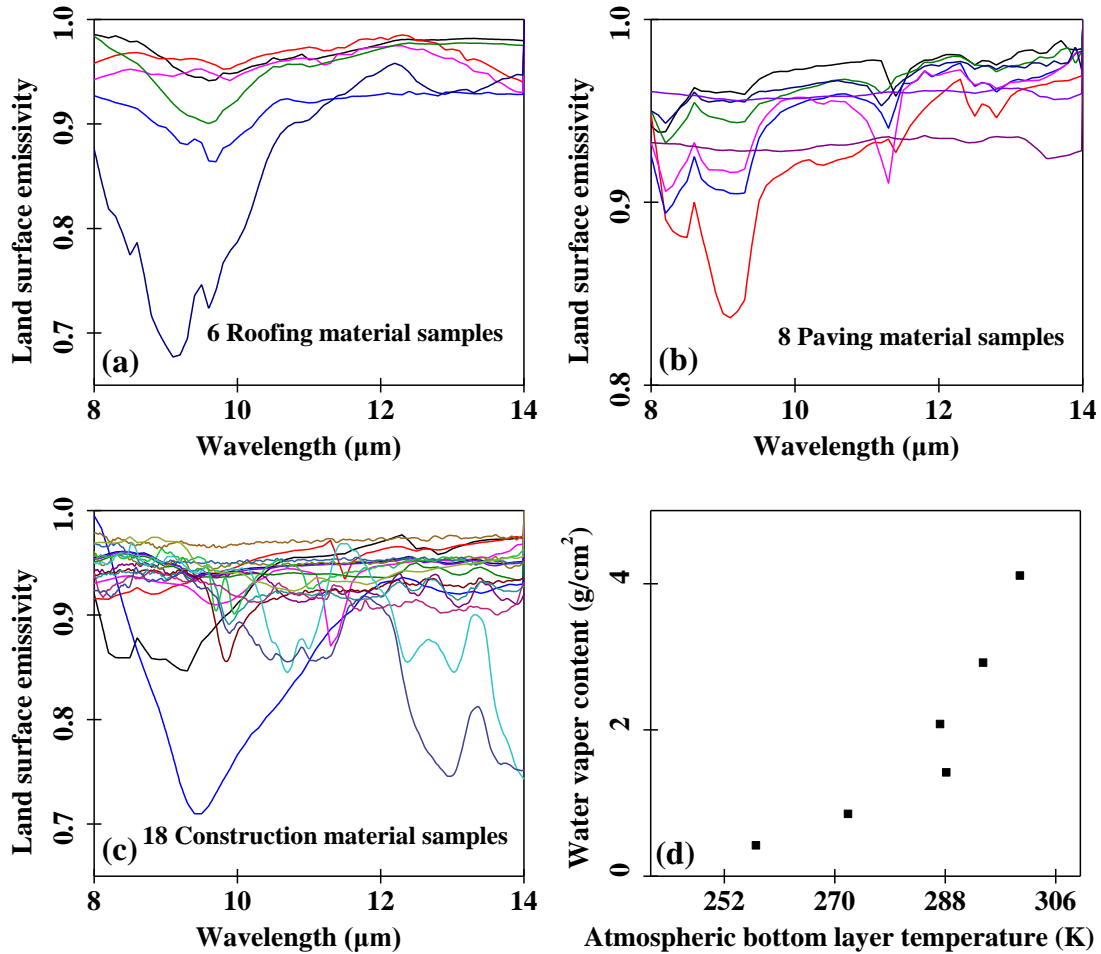 1.0
0.9
0.8
0.7
Land surface emissivity
6 Roofing material samples
(a)
8 10 12 14
Wavelength (μm)
1.0
0.9
0.8
Land surface emissivity
8 Paving material samples
(b)
8 10 12 14
Wavelength (μm)
1.0
0.9
0.8
0.7
Land surface emissivity
(c) 18 Construction material samples
8 10 12 14
Wavelength (μm)
4
2
0
Water vaper content (g/cm²)
(d)
252 270 288 306
Atmospheric bottom layer temperature (K)